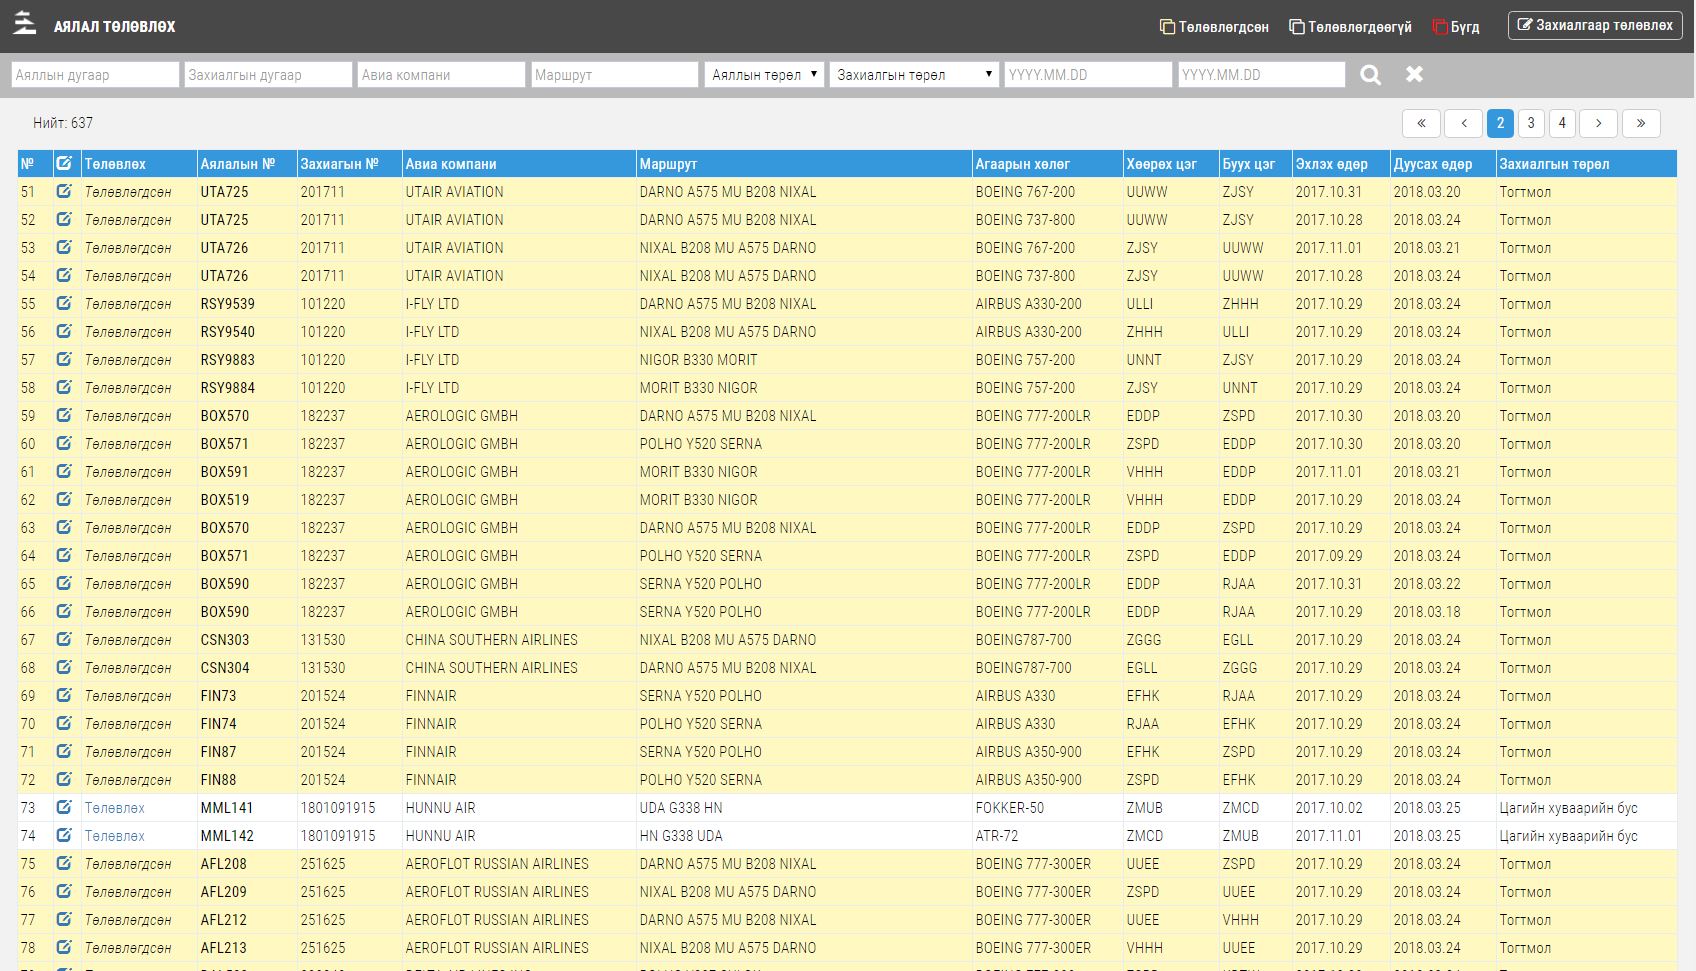 АЯЛАЛ ТӨЛӨВЛӨХ Төлөвлөгдсөн Төлөвлөгдөөгүй Бүгд Захиалгаар төлөвлөх
Аяллын дугаар Захиалгын дугаар Авиа компани Маршрут Аяллын төрөл Захиалгын төрөл YYYY.MM.DD YYYY.MM.DD
Нийт: 637 « ‹ 2 3 4 › »
№ Төлөвлөх Аялалын № Захиагын № Авиа компани Маршрут Агаарын хөлөг Хөөрөх цэг Буух цэг Эхлэх өдөр Дуусах өдөр Захиалгын төрөл
51 Төлөвлөгдсөн UTA725 201711 UTAIR AVIATION DARNO A575 MU B208 NIXAL BOEING 767-200 UUWW ZJSY 2017.10.31 2018.03.20 Тогтмол
52 Төлөвлөгдсөн UTA725 201711 UTAIR AVIATION DARNO A575 MU B208 NIXAL BOEING 737-800 UUWW ZJSY 2017.10.28 2018.03.24 Тогтмол
53 Төлөвлөгдсөн UTA726 201711 UTAIR AVIATION NIXAL B208 MU A575 DARNO BOEING 767-200 ZJSY UUWW 2017.11.01 2018.03.21 Тогтмол
54 Төлөвлөгдсөн UTA726 201711 UTAIR AVIATION NIXAL B208 MU A575 DARNO BOEING 737-800 ZJSY UUWW 2017.10.28 2018.03.24 Тогтмол
55 Төлөвлөгдсөн RSY9539 101220 I-FLY LTD DARNO A575 MU B208 NIXAL AIRBUS A330-200 ULLI ZHHH 2017.10.29 2018.03.24 Тогтмол
56 Төлөвлөгдсөн RSY9540 101220 I-FLY LTD NIXAL B208 MU A575 DARNO AIRBUS A330-200 ZHHH ULLI 2017.10.29 2018.03.24 Тогтмол
57 Төлөвлөгдсөн RSY9883 101220 I-FLY LTD NIGOR B330 MORIT BOEING 757-200 UNNT ZJSY 2017.10.29 2018.03.24 Тогтмол
58 Төлөвлөгдсөн RSY9884 101220 I-FLY LTD MORIT B330 NIGOR BOEING 757-200 ZJSY UNNT 2017.10.29 2018.03.24 Тогтмол
59 Төлөвлөгдсөн BOX570 182237 AEROLOGIC GMBH DARNO A575 MU B208 NIXAL BOEING 777-200LR EDDP ZSPD 2017.10.30 2018.03.20 Тогтмол
60 Төлөвлөгдсөн BOX571 182237 AEROLOGIC GMBH POLHO Y520 SERNA BOEING 777-200LR ZSPD EDDP 2017.10.30 2018.03.20 Тогтмол
61 Төлөвлөгдсөн BOX591 182237 AEROLOGIC GMBH MORIT B330 NIGOR BOEING 777-200LR VHHH EDDP 2017.11.01 2018.03.21 Тогтмол
62 Төлөвлөгдсөн BOX519 182237 AEROLOGIC GMBH MORIT B330 NIGOR BOEING 777-200LR VHHH EDDP 2017.10.29 2018.03.24 Тогтмол
63 Төлөвлөгдсөн BOX570 182237 AEROLOGIC GMBH DARNO A575 MU B208 NIXAL BOEING 777-200LR EDDP ZSPD 2017.10.29 2018.03.24 Тогтмол
64 Төлөвлөгдсөн BOX571 182237 AEROLOGIC GMBH POLHO Y520 SERNA BOEING 777-200LR ZSPD EDDP 2017.09.29 2018.03.24 Тогтмол
65 Төлөвлөгдсөн BOX590 182237 AEROLOGIC GMBH SERNA Y520 POLHO BOEING 777-200LR EDDP RJAA 2017.10.31 2018.03.22 Тогтмол
66 Төлөвлөгдсөн BOX590 182237 AEROLOGIC GMBH SERNA Y520 POLHO BOEING 777-200LR EDDP RJAA 2017.10.29 2018.03.18 Тогтмол
67 Төлөвлөгдсөн CSN303 131530 CHINA SOUTHERN AIRLINES NIXAL B208 MU A575 DARNO BOEING787-700 ZGGG EGLL 2017.10.29 2018.03.24 Тогтмол
68 Төлөвлөгдсөн CSN304 131530 CHINA SOUTHERN AIRLINES DARNO A575 MU B208 NIXAL BOEING787-700 EGLL ZGGG 2017.10.29 2018.03.24 Тогтмол
69 Төлөвлөгдсөн FIN73 201524 FINNAIR SERNA Y520 POLHO AIRBUS A330 EFHK RJAA 2017.10.29 2018.03.24 Тогтмол
70 Төлөвлөгдсөн FIN74 201524 FINNAIR POLHO Y520 SERNA AIRBUS A330 RJAA EFHK 2017.10.29 2018.03.24 Тогтмол
71 Төлөвлөгдсөн FIN87 201524 FINNAIR SERNA Y520 POLHO AIRBUS A350-900 EFHK ZSPD 2017.10.29 2018.03.24 Тогтмол
72 Төлөвлөгдсөн FIN88 201524 FINNAIR POLHO Y520 SERNA AIRBUS A350-900 ZSPD EFHK 2017.10.29 2018.03.24 Тогтмол
73 Төлөвлөх MML141 1801091915 HUNNU AIR UDA G338 HN FOKKER-50 ZMUB ZMCD 2017.10.02 2018.03.25 Цагийн хуваарийн бус
74 Төлөвлөх MML142 1801091915 HUNNU AIR HN G338 UDA ATR-72 ZMCD ZMUB 2017.11.01 2018.03.25 Цагийн хуваарийн бус
75 Төлөвлөгдсөн AFL208 251625 AEROFLOT RUSSIAN AIRLINES DARNO A575 MU B208 NIXAL BOEING 777-300ER UUEE ZSPD 2017.10.29 2018.03.24 Тогтмол
76 Төлөвлөгдсөн AFL209 251625 AEROFLOT RUSSIAN AIRLINES NIXAL B208 MU A575 DARNO BOEING 777-300ER ZSPD UUEE 2017.10.29 2018.03.24 Тогтмол
77 Төлөвлөгдсөн AFL212 251625 AEROFLOT RUSSIAN AIRLINES DARNO A575 MU B208 NIXAL BOEING 777-300ER UUEE VHHH 2017.10.29 2018.03.24 Тогтмол
78 Төлөвлөгдсөн AFL213 251625 AEROFLOT RUSSIAN AIRLINES NIXAL B208 MU A575 DARNO BOEING 777-300ER VHHH UUEE 2017.10.29 2018.03.24 Тогтмол